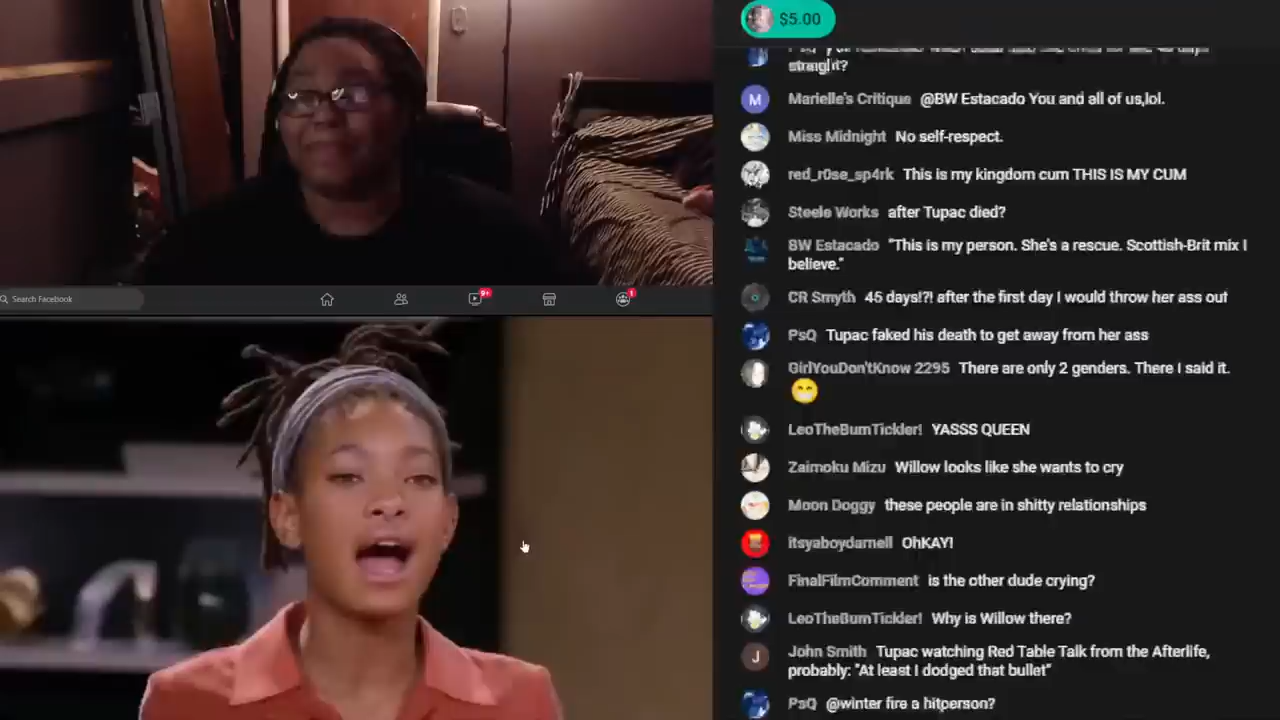 $5.00
strangl't?
Marielle's Critique @BW Estacado You and all of us,lol.
Miss Midnight No self-respect.
red_r0se_sp4rk This is my kingdom cum THIS IS MY CUM
Steele Works after Tupac died?
BW Estacado "This is my person. She's a rescue. Scottish-Brit mix I
believe."
CR Smyth 45 days!?! after the first day I would throw her ass out
Search Facebook
9+
1
PsQ Tupac faked his death to get away from her ass
GirlYouDon'tKnow 2295 There are only 2 genders. There I said it.
😁
LeoTheBumTickler! YASSS QUEEN
Zaimoku Mizu Willow looks like she wants to cry
Moon Doggy these people are in shitty relationships
itsyaboydarnell OhKAY!
FinalFilmComment is the other dude crying?
LeoTheBumTickler! Why is Willow there?
J John Smith Tupac watching Red Table Talk from the Afterlife,
probably: "At least I dodged that bullet"
PsQ @winter fire a hitperson?